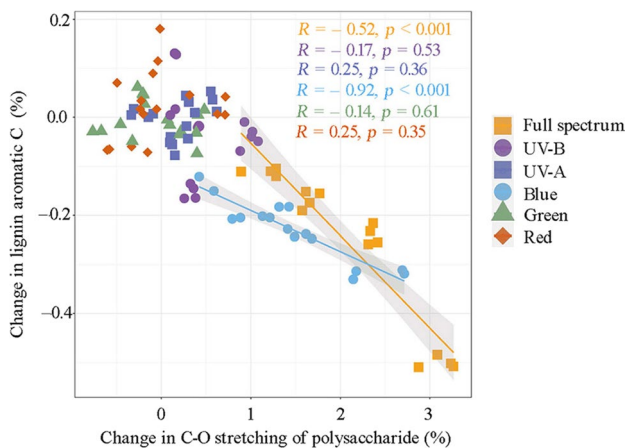 R = − 0.52, p < 0.001
R = − 0.17, p = 0.53
R = 0.25, p = 0.36
R = − 0.92, p < 0.001
R = − 0.14, p = 0.61
R = 0.25, p = 0.35
0.2
0.0
−0.2
−0.4
Change in lignin aromatic C (%)
0 1 2 3
Change in C-O stretching of polysaccharide (%)
Full spectrum
UV-B
UV-A
Blue
Green
Red